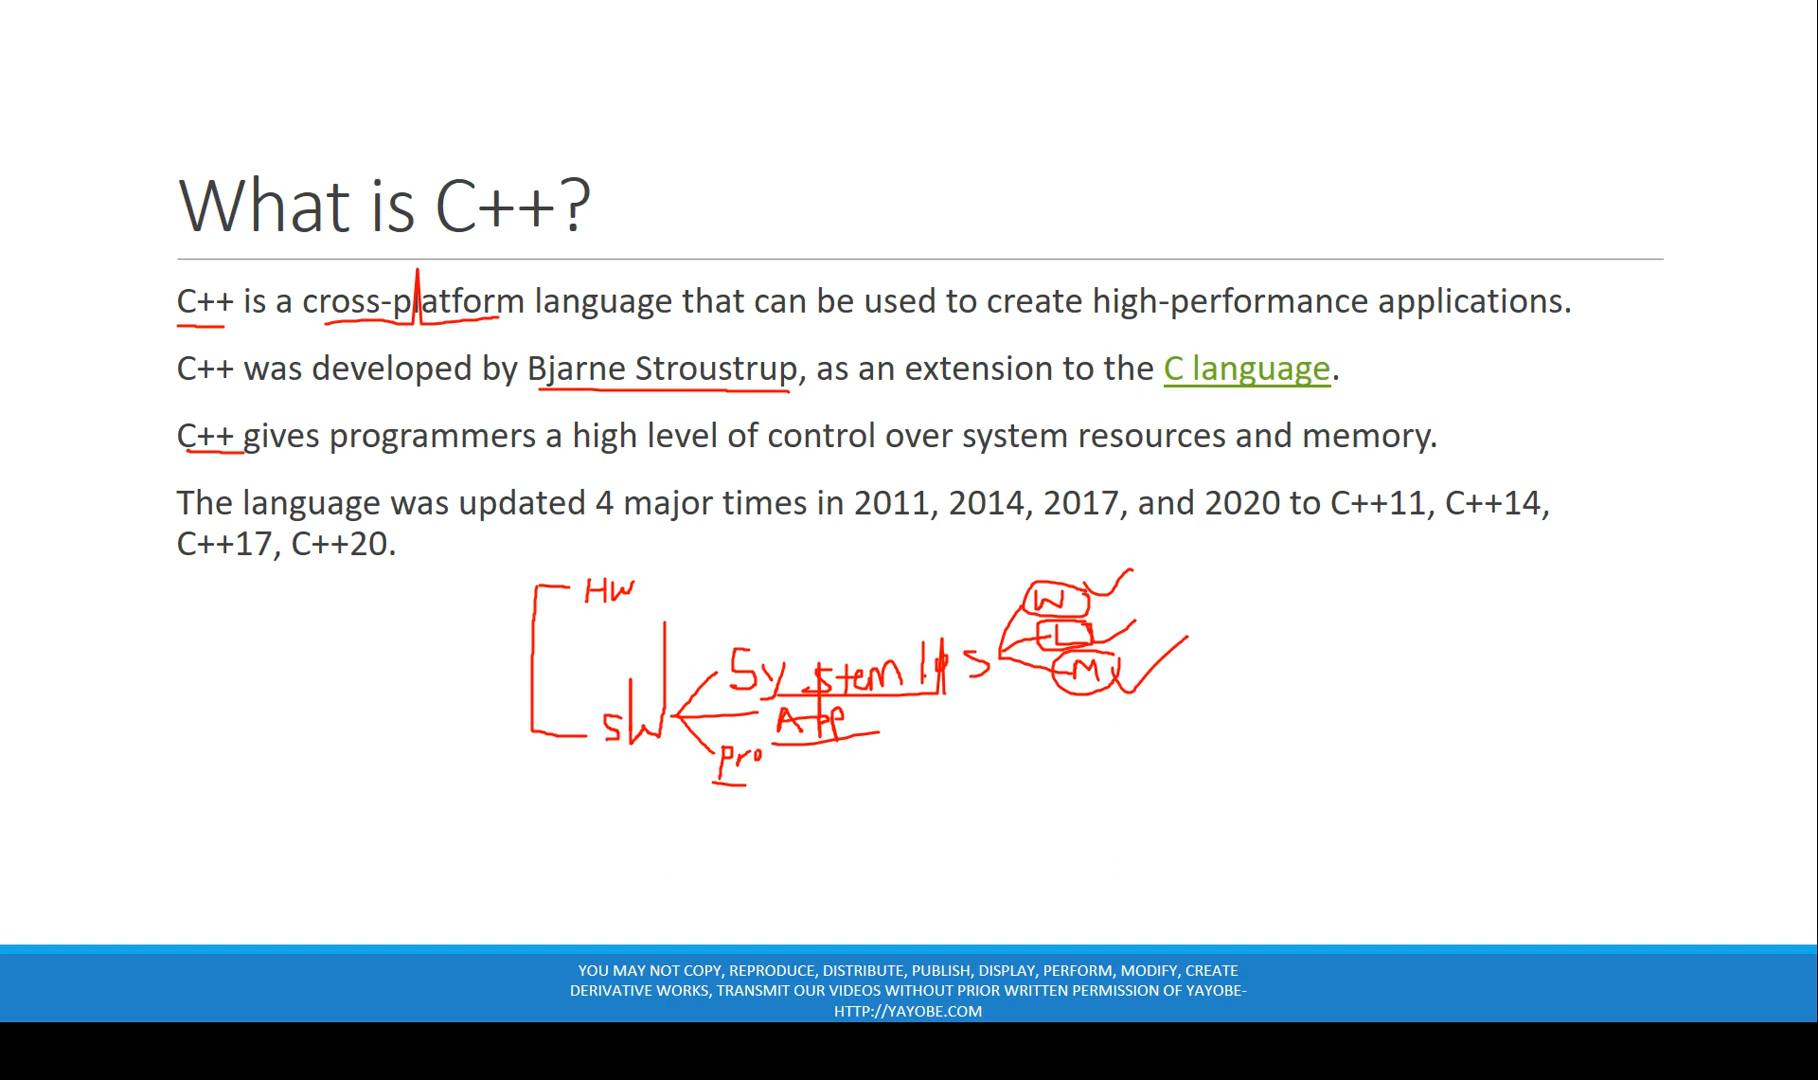 What is C++?
C++ is a cross-platform language that can be used to create high-performance applications.
C++ was developed by Bjarne Stroustrup, as an extension to the C language.
C++ gives programmers a high level of control over system resources and memory.
The language was updated 4 major times in 2011, 2014, 2017, and 2020 to C++11, C++14,
C++17, C++20.
HW
W
L
System S
M
SW
App
Pro
YOU MAY NOT COPY, REPRODUCE, DISTRIBUTE, PUBLISH, DISPLAY, PERFORM, MODIFY, CREATE
DERIVATIVE WORKS, TRANSMIT OUR VIDEOS WITHOUT PRIOR WRITTEN PERMISSION OF YAYOBE-
HTTP://YAYOBE.COM